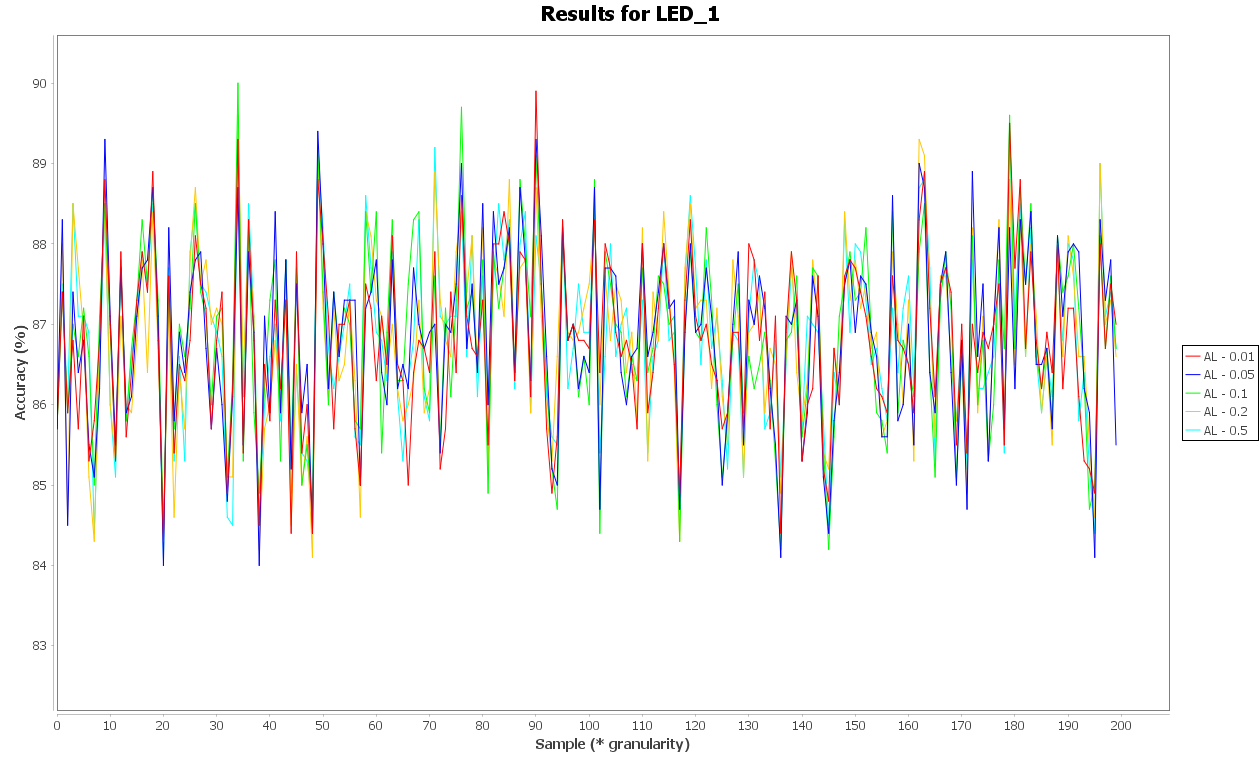 Results for LED_1
Accuracy (%)
90
89
88
87
86
85
84
83
0 10 20 30 40 50 60 70 80 90 100 110 120 130 140 150 160 170 180 190 200
Sample (* granularity)
AL - 0.01
AL - 0.05
AL - 0.1
AL - 0.2
AL - 0.5